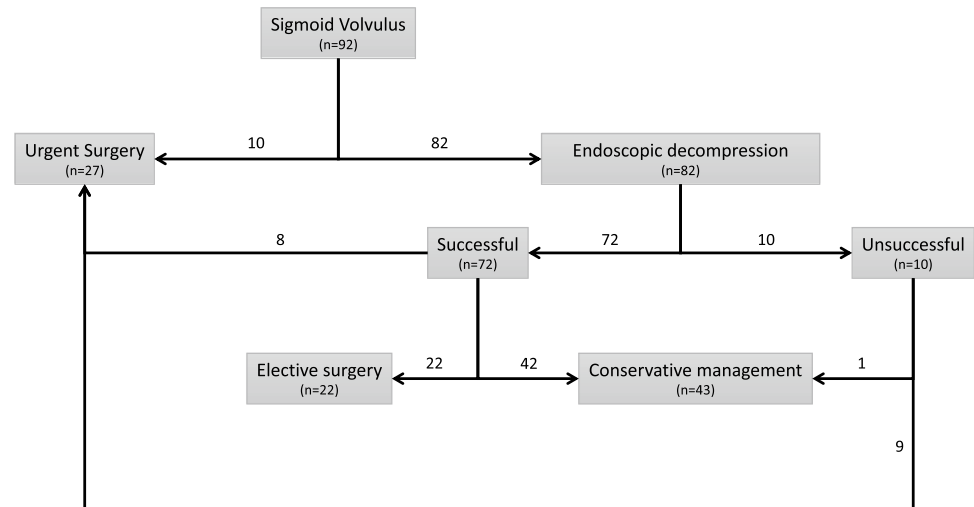 Sigmoid Volvulus
(n=92)
10
82
Urgent Surgery
(n=27)
Endoscopic decompression
(n=82)
8
Successful
(n=72)
72
10
Unsuccessful
(n=10)
Elective surgery
(n=22)
22
42
Conservative management
(n=43)
1
9